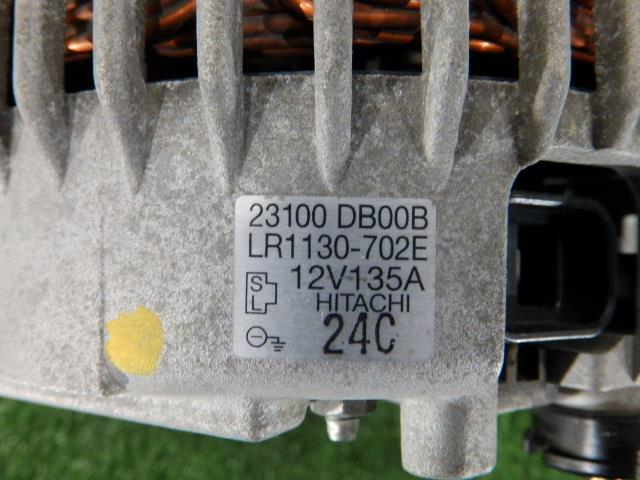 23100 DB00B
LR1130-702E
S
L
12V135A
HITACHI
24C